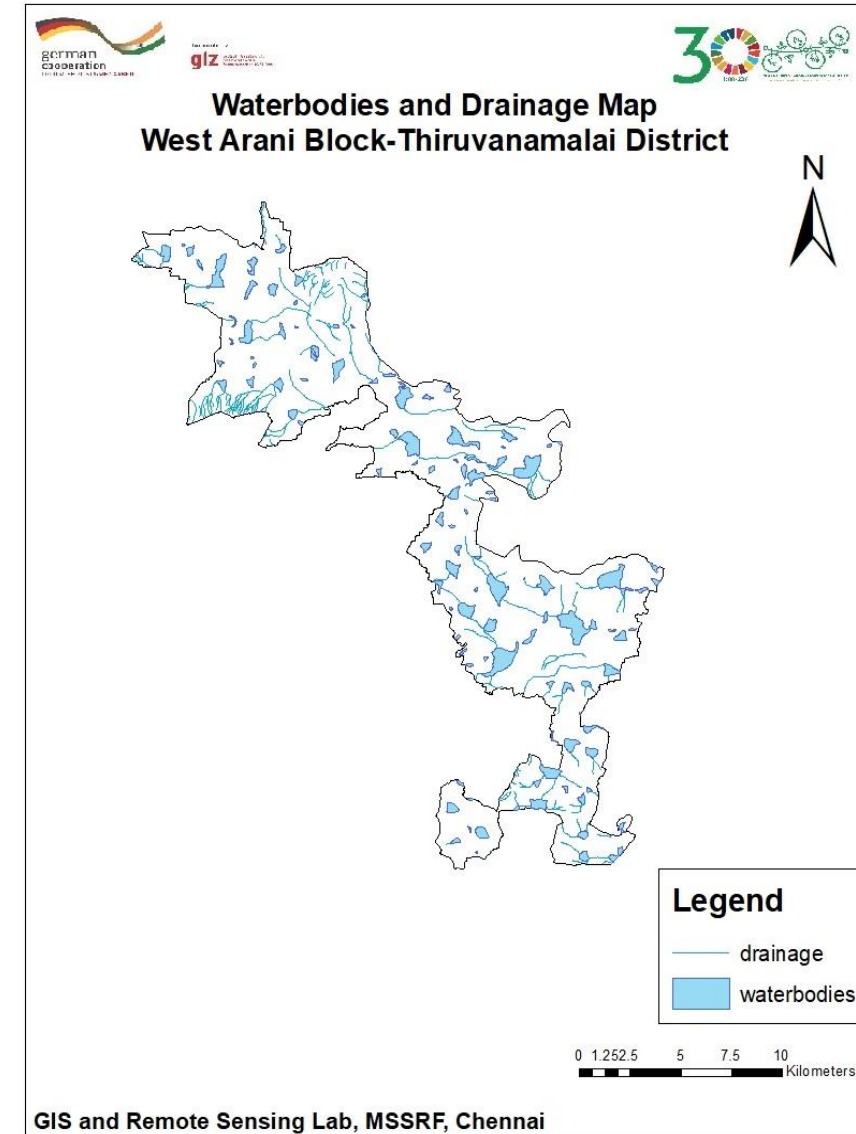 german
cooperation
giz
30
Waterbodies and Drainage Map
West Arani Block-Thiruvanamalai District
N
Legend
drainage
waterbodies
0 1.252.5 5 7.5 10
Kilometers
GIS and Remote Sensing Lab, MSSRF, Chennai